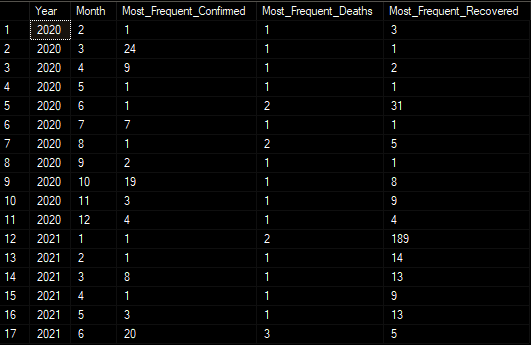 Year Month Most_Frequent_Confimed Most_Frequent_Deaths Most_Frequent_Recovered
1 2020 2 1 1 3
2 2020 3 24 1 1
3 2020 4 9 1 2
4 2020 5 1 1 1
5 2020 6 1 2 31
6 2020 7 7 1 1
7 2020 8 1 2 5
8 2020 9 2 1 1
9 2020 10 19 1 8
10 2020 11 3 1 9
11 2020 12 4 1 4
12 2021 1 1 2 189
13 2021 2 1 1 14
14 2021 3 8 1 13
15 2021 4 1 1 9
16 2021 5 3 1 13
17 2021 6 20 3 5